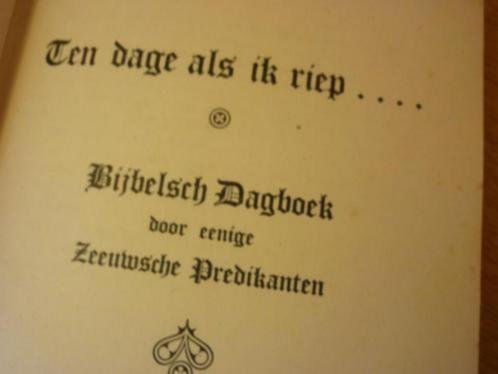 Ten dage als ik riep . . . .
Bijbelsch Dagboek
door eenige
Zeeuwsche Predikanten